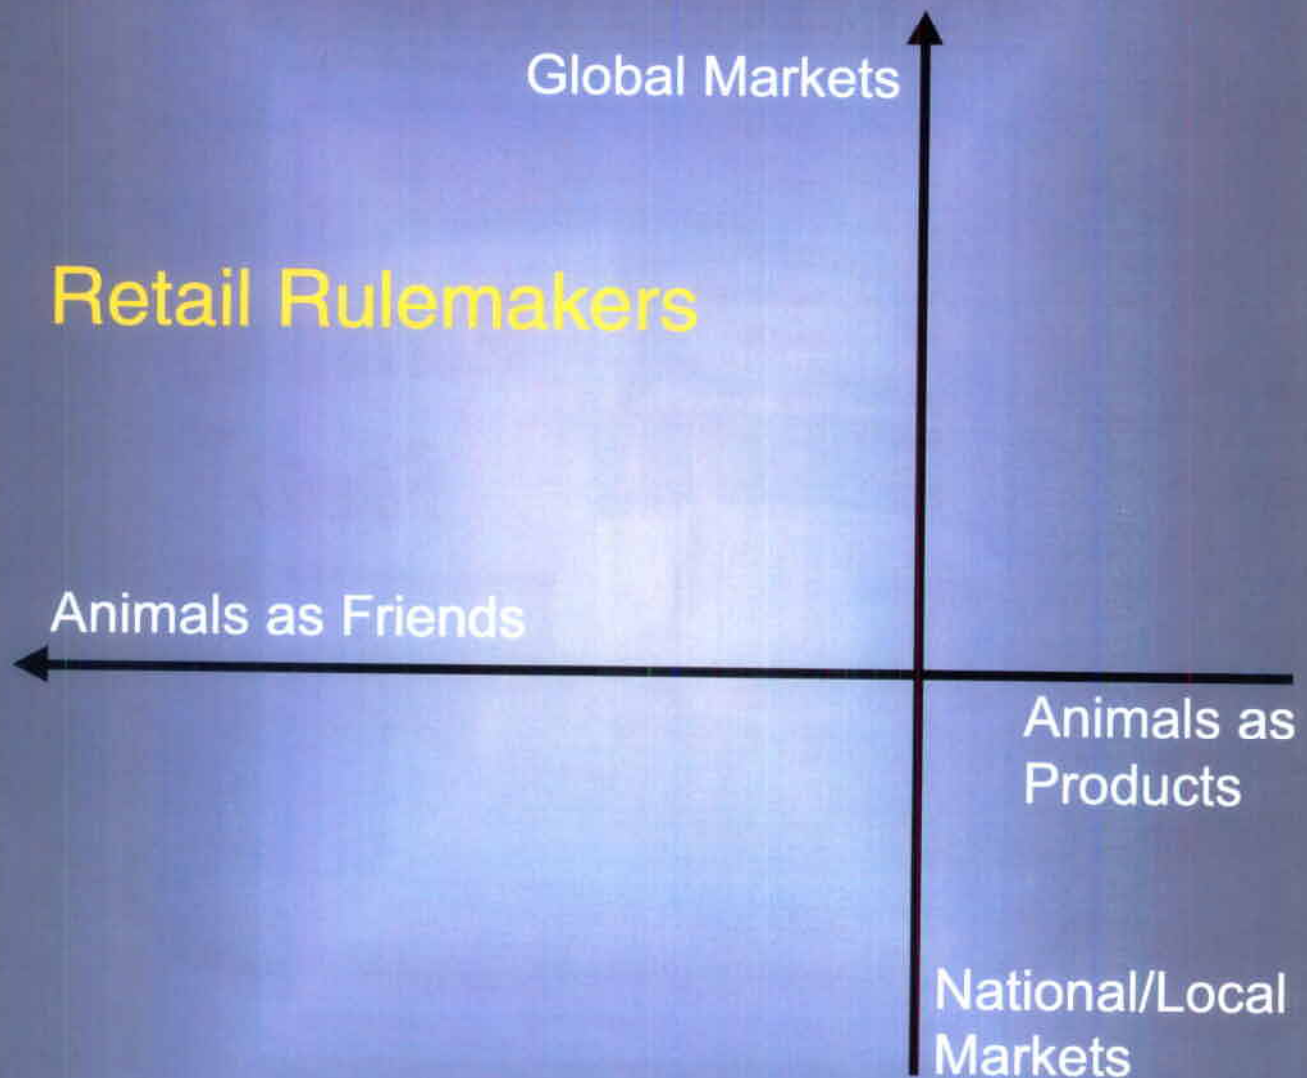 Global Markets
Retail Rulemakers
Animals as Friends
Animals as
Products
National/Local
Markets